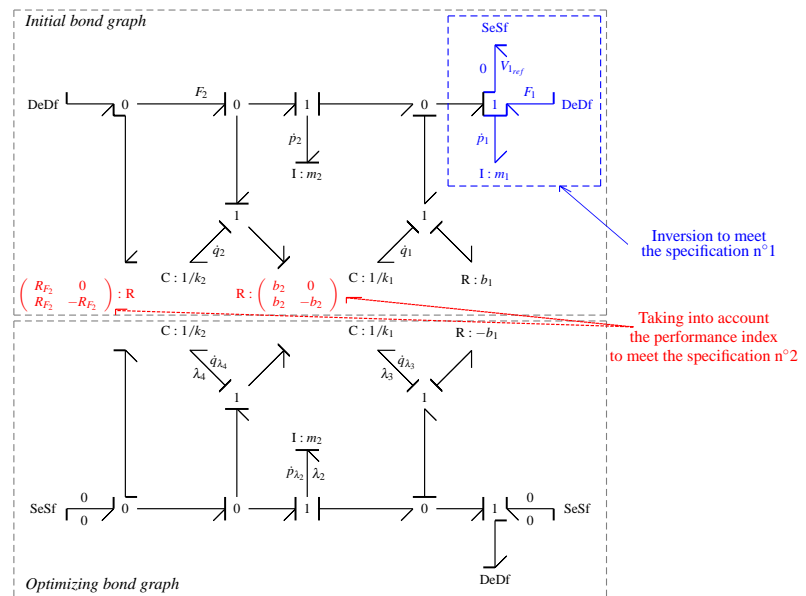 Initial bond graph
SeSf
0 V1ref
DeDf 0 F2 0 1 0 1 F1 DeDf
ṗ2 ṗ1
I : m2 I : m1
1 1
q̇2 q̇1
Inversion to meet
the specification n°1
C : 1/k2 C : 1/k1 R : b1
( RF2 0 ) : R R : ( b2 0 )
( RF2 −RF2 ) ( b2 −b2 )
Taking into account
the performance index
to meet the specification n°2
C : 1/k2 C : 1/k1 R : −b1
λ4 q̇λ4 λ3 q̇λ3
1 1
I : m2
ṗλ2 λ2
SeSf 0 0 0 0 1 0 1 0 0 SeSf
DeDf
Optimizing bond graph